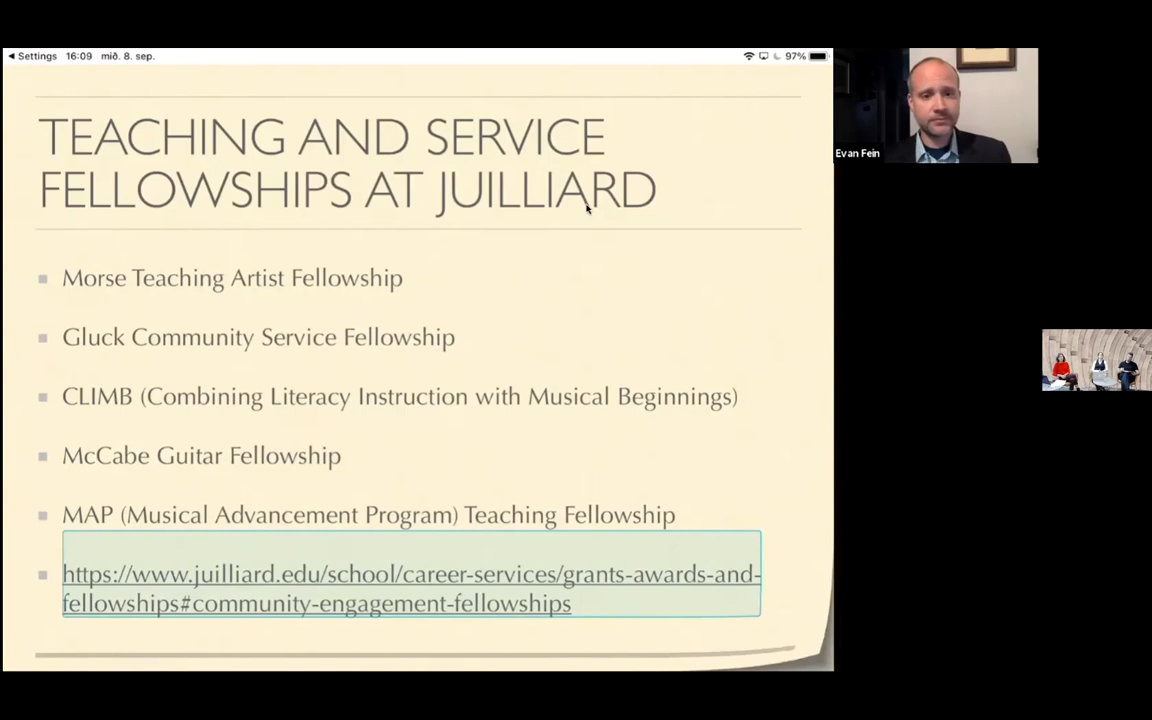 Settings 16:09 mið. 8. sep. 97%
TEACHING AND SERVICE
FELLOWSHIPS AT JUILLIARD
Morse Teaching Artist Fellowship
Gluck Community Service Fellowship
CLIMB (Combining Literacy Instruction with Musical Beginnings)
McCabe Guitar Fellowship
MAP (Musical Advancement Program) Teaching Fellowship
https://www.juilliard.edu/school/career-services/grants-awards-and-
fellowships#community-engagement-fellowships
Evan Fein